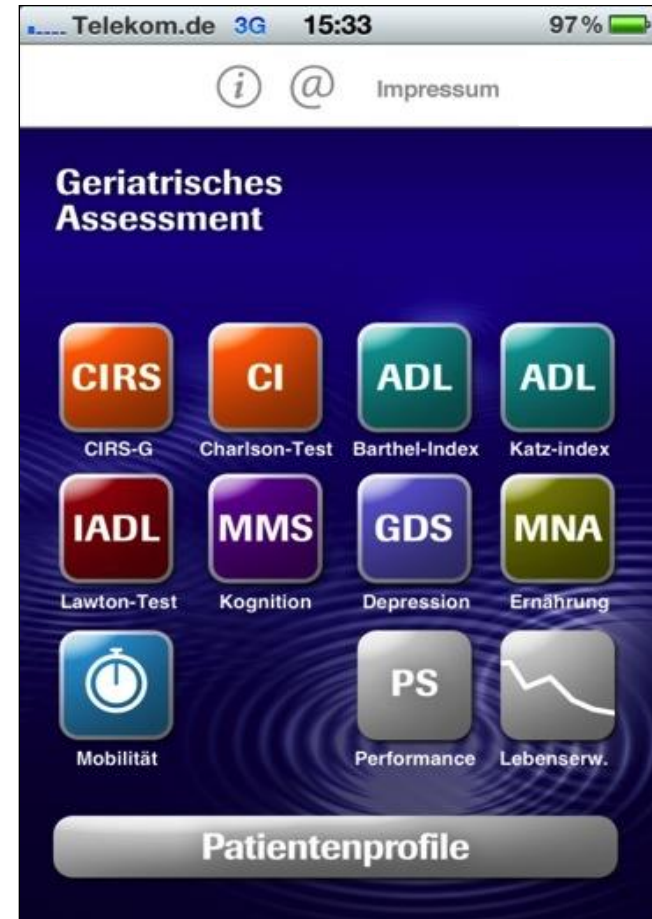 Telekom.de 3G 15:33 97%
i @ Impressum
Geriatrisches
Assessment
CIRS CI ADL ADL
CIRS-G Charlson-Test Barthel-Index Katz-index
IADL MMS GDS MNA
Lawton-Test Kognition Depression Ernährung
PS
Mobilität Performance Lebenserw.
Patientenprofile